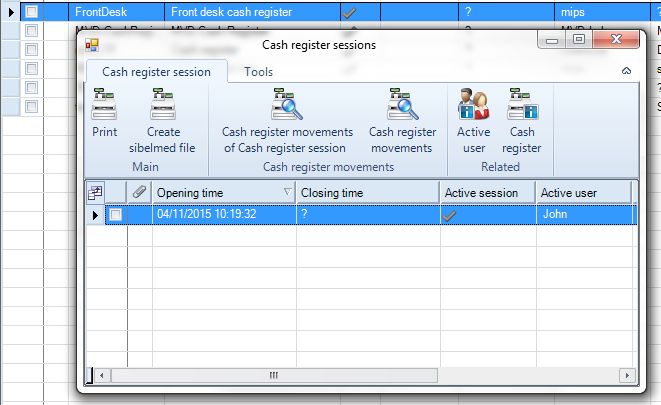 FrontDesk Front desk cash register ? mips
Cash register sessions
Cash register session Tools
Print
Create sibelmed file
Cash register movements of Cash register session
Cash register movements
Active user
Cash register
Main Cash register movements Related
Opening time Closing time Active session Active user
04/11/2015 10:19:32 ? John